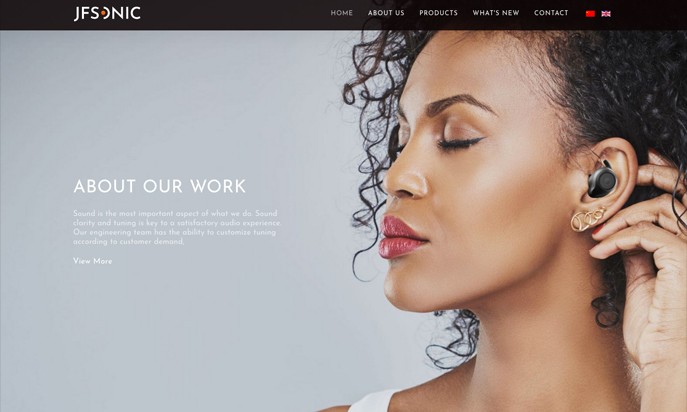 JFSONIC
HOME ABOUT US PRODUCTS WHAT'S NEW CONTACT
ABOUT OUR WORK
Sound is the most important aspect of what we do. Sound
clarity and tuning is key to a satisfactory audio experience.
Our engineering team has the ability to customize tuning
according to customer demand.
View More